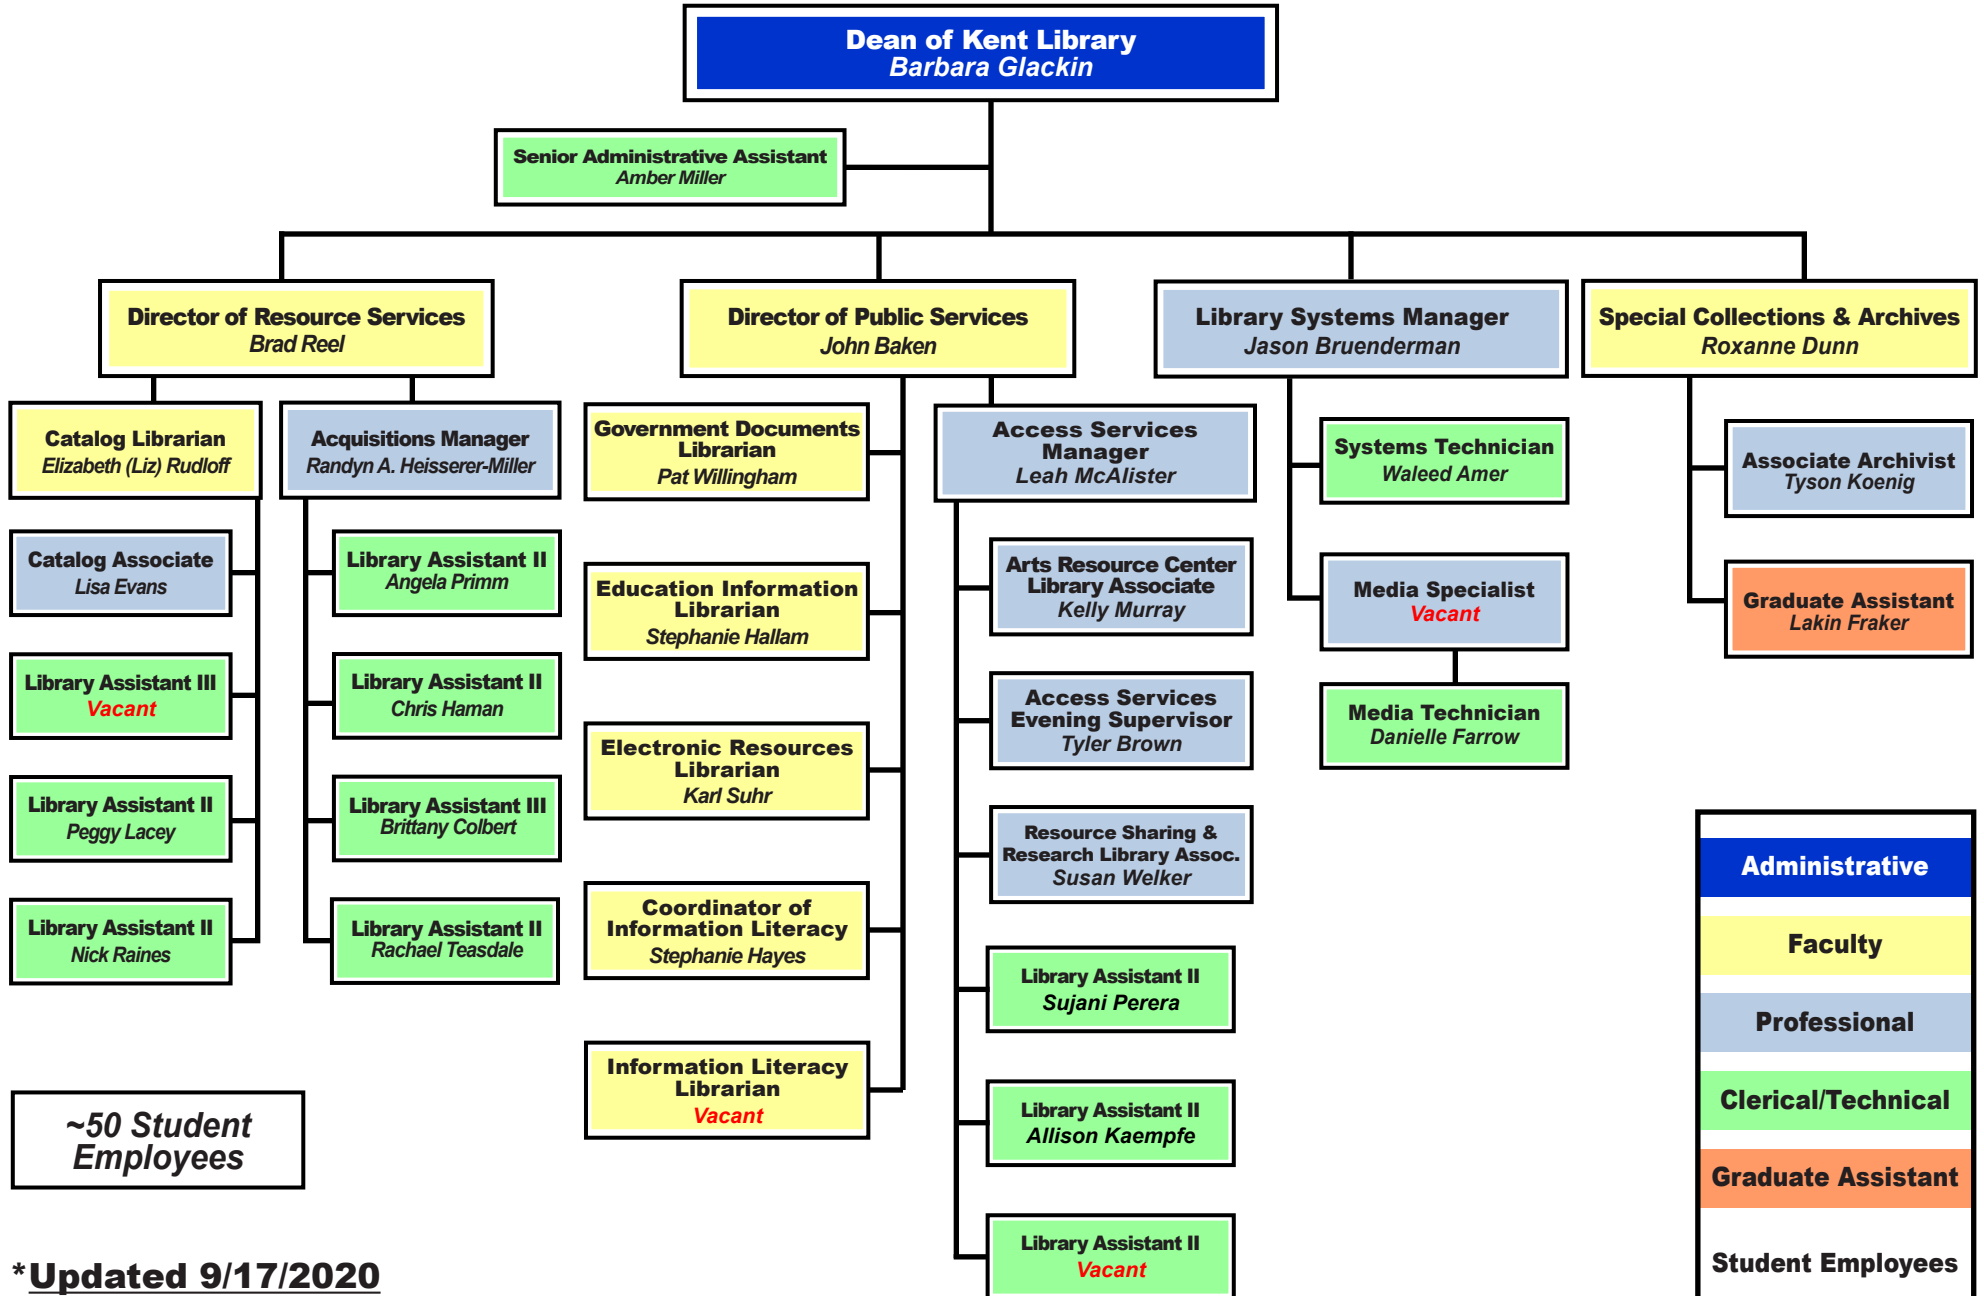 Dean of Kent Library
Barbara Glackin
Senior Administrative Assistant
Amber Miller
Director of Resource Services
Brad Reel
Director of Public Services
John Baken
Library Systems Manager
Jason Bruenderman
Special Collections & Archives
Roxanne Dunn
Catalog Librarian
Elizabeth (Liz) Rudloff
Catalog Associate
Lisa Evans
Library Assistant III
Vacant
Library Assistant II
Peggy Lacey
Library Assistant II
Nick Raines
Acquisitions Manager
Randyn A. Heisserer-Miller
Library Assistant II
Angela Primm
Library Assistant II
Chris Haman
Library Assistant III
Brittany Colbert
Library Assistant II
Rachael Teasdale
Government Documents
Librarian
Pat Willingham
Education Information
Librarian
Stephanie Hallam
Electronic Resources
Librarian
Karl Suhr
Coordinator of
Information Literacy
Stephanie Hayes
Information Literacy
Librarian
Vacant
Access Services
Manager
Leah McAlister
Arts Resource Center
Library Associate
Kelly Murray
Access Services
Evening Supervisor
Tyler Brown
Resource Sharing &
Research Library Assoc.
Susan Welker
Library Assistant II
Sujani Perera
Library Assistant II
Allison Kaempfe
Library Assistant II
Vacant
Systems Technician
Waleed Amer
Media Specialist
Vacant
Media Technician
Danielle Farrow
Associate Archivist
Tyson Koenig
Graduate Assistant
Lakin Fraker
~50 Student
Employees
*Updated 9/17/2020
Administrative
Faculty
Professional
Clerical/Technical
Graduate Assistant
Student Employees